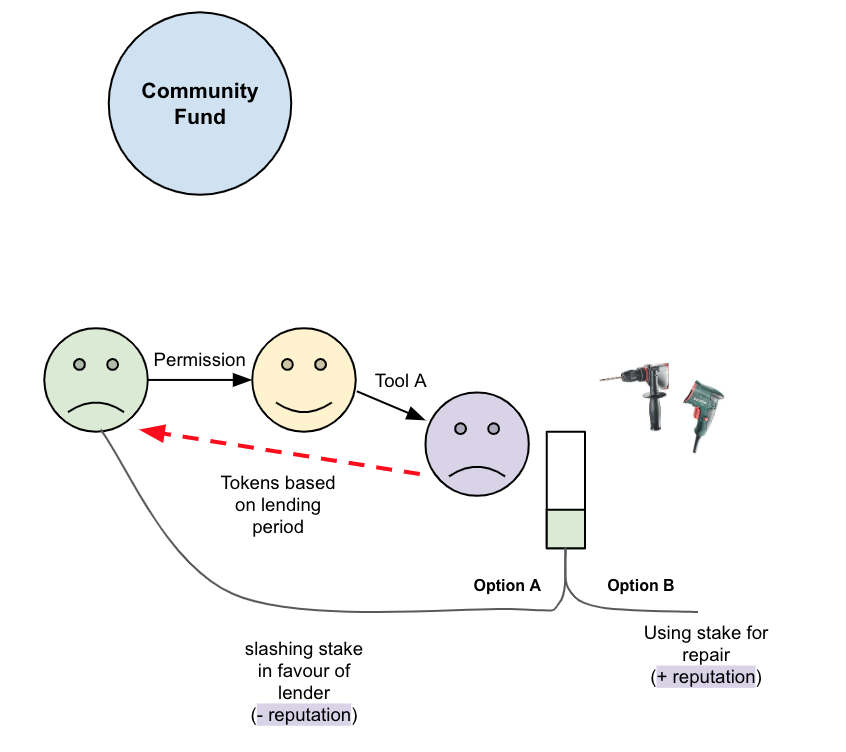 Community
Fund
Permission
Tool A
Tokens based
on lending
period
Option A
Option B
slashing stake
in favour of
lender
(- reputation)
Using stake for
repair
(+ reputation)